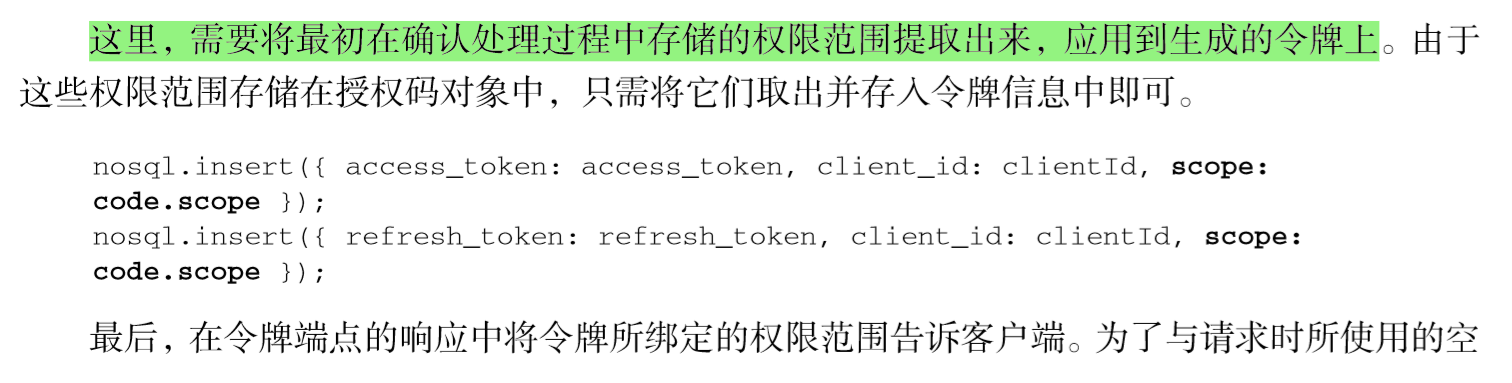 这里，需要将最初在确认处理过程中存储的权限范围提取出来，应用到生成的令牌上。由于
这些权限范围存储在授权码对象中，只需将它们取出并存入令牌信息中即可。
nosql.insert({ access_token: access_token, client_id: clientId, scope:
code.scope });
nosql.insert({ refresh_token: refresh_token, client_id: clientId, scope:
code.scope });
最后，在令牌端点的响应中将令牌所绑定的权限范围告诉客户端。为了与请求时所使用的空